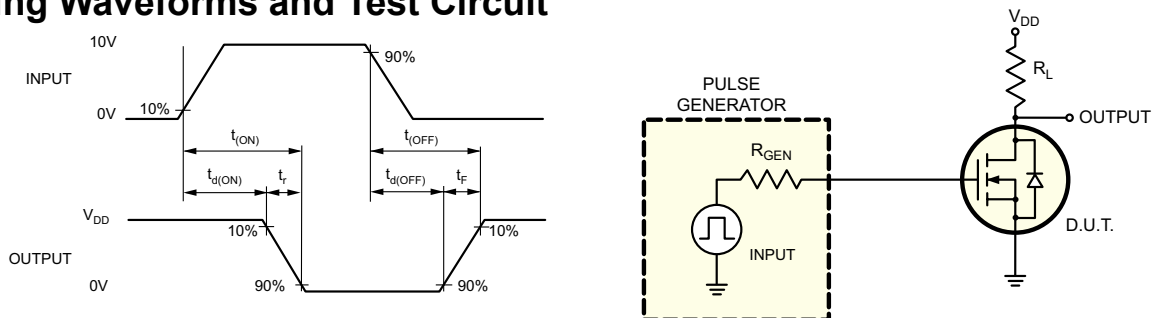 ing Waveforms and Test Circuit
10V
INPUT
0V
10%
90%
t(ON)
t(OFF)
td(ON)
tr
td(OFF)
tF
VDD
OUTPUT
0V
10%
90%
10%
90%
PULSE
GENERATOR
RGEN
INPUT
VDD
RL
OUTPUT
D.U.T.